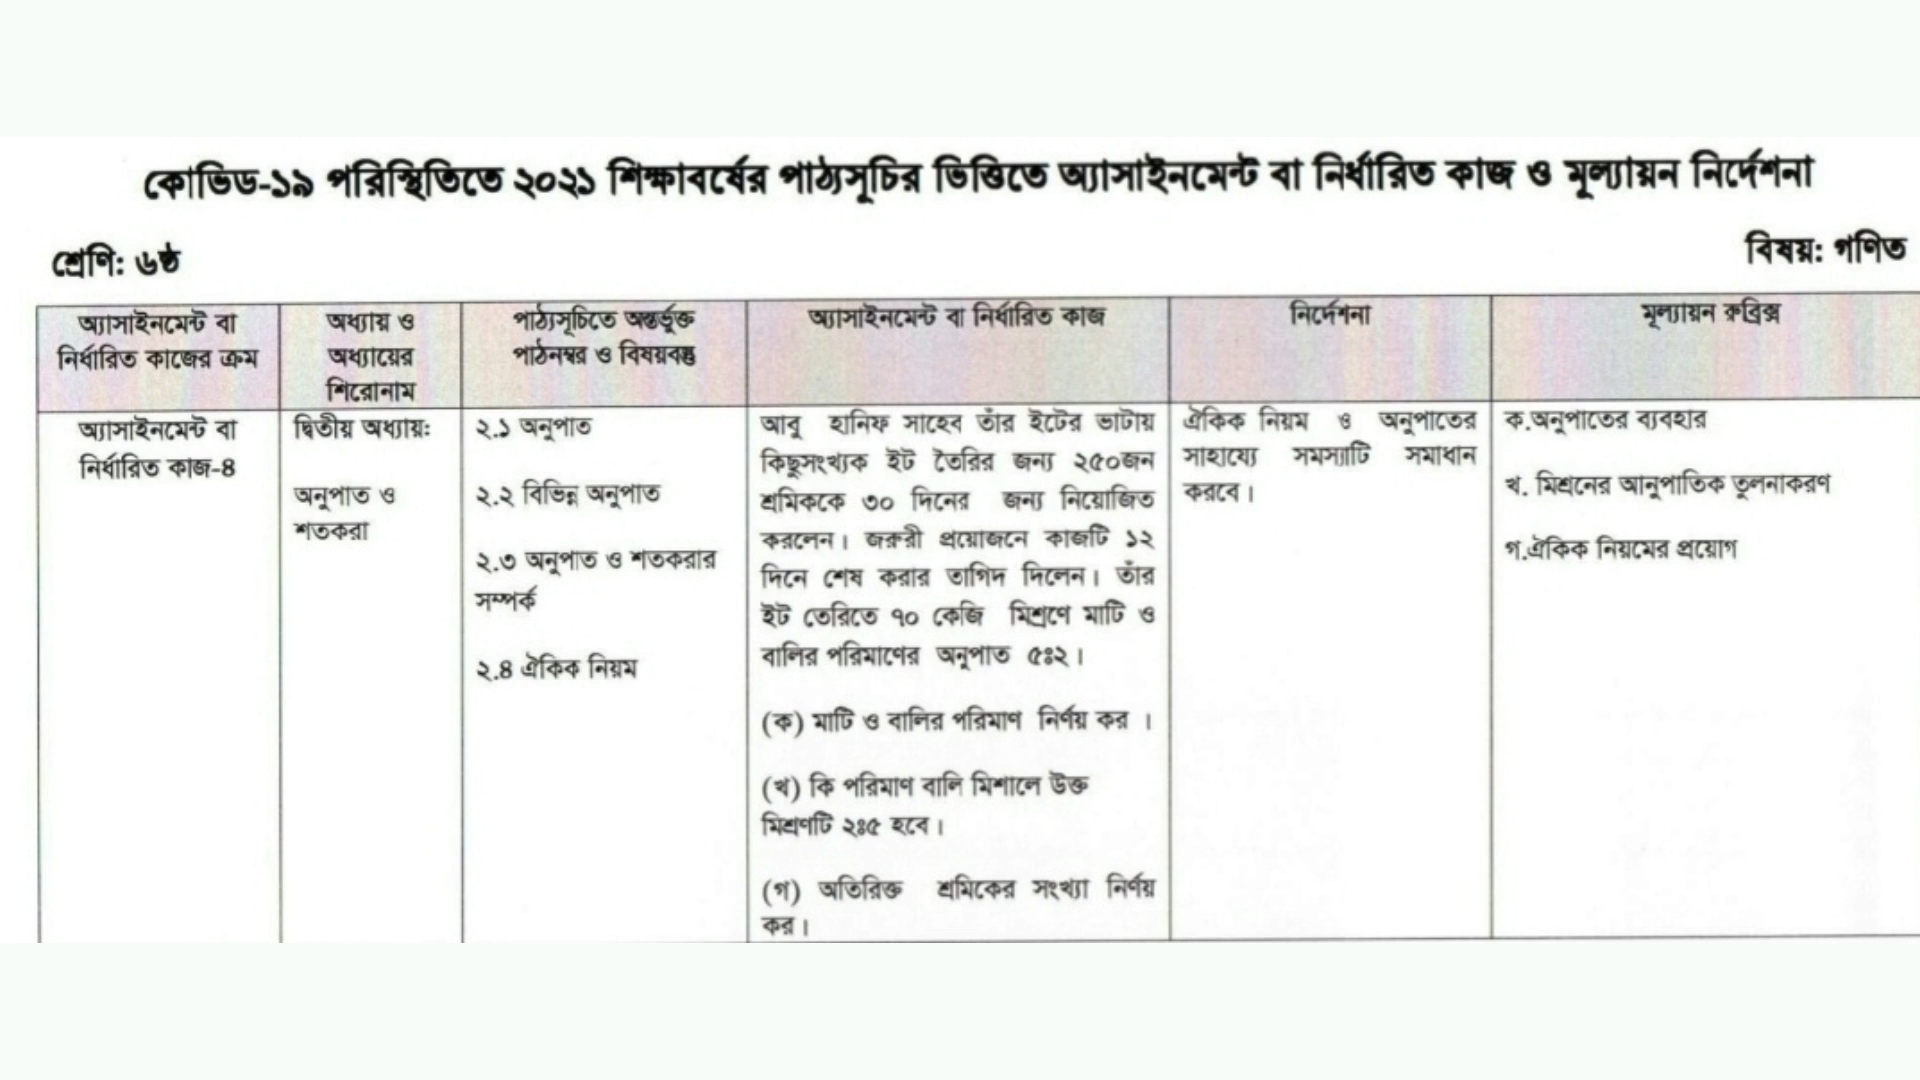 কোভিড-১৯ পরিস্থিতিতে ২০২১ শিক্ষাবর্ষের পাঠ্যসূচির ভিত্তিতে অ্যাসাইনমেন্ট বা নির্ধারিত কাজ ও মূল্যায়ন নির্দেশনা
শ্রেণি: ৬ষ্ঠ
বিষয়: গণিত
অ্যাসাইনমেন্ট বা
নির্ধারিত কাজের ক্রম
অধ্যায় ও
অধ্যায়ের
শিরোনাম
পাঠ্যসূচিতে অন্তর্ভুক্ত
পাঠনম্বর ও বিষয়বস্তু
অ্যাসাইনমেন্ট বা নির্ধারিত কাজ
নির্দেশনা
মূল্যায়ন রুব্রিক্স
অ্যাসাইনমেন্ট বা
নির্ধারিত কাজ-৪
দ্বিতীয় অধ্যায়ঃ
অনুপাত ও
শতকরা
২.১ অনুপাত
২.২ বিভিন্ন অনুপাত
২.৩ অনুপাত ও শতকরার
সম্পর্ক
২.৪ ঐকিক নিয়ম
আবু হানিফ সাহেব তাঁর ইটের ভাটায়
কিছুসংখ্যক ইট তৈরির জন্য ২৫০জন
শ্রমিককে ৩০ দিনের জন্য নিয়োজিত
করলেন। জরুরী প্রয়োজনে কাজটি ১২
দিনে শেষ করার তাগিদ দিলেন। তাঁর
ইট তেরিতে ৭০ কেজি মিশ্রণে মাটি ও
বালির পরিমাণের অনুপাত ৫ঃ২।
(ক) মাটি ও বালির পরিমাণ নির্ণয় কর ।
(খ) কি পরিমাণ বালি মিশালে উক্ত
মিশ্রণটি ২ঃ৫ হবে।
(গ) অতিরিক্ত শ্রমিকের সংখ্যা নির্ণয়
কর।
ঐকিক নিয়ম ও অনুপাতের
সাহায্যে সমস্যাটি সমাধান
করবে।
ক.অনুপাতের ব্যবহার
খ. মিশ্রনের আনুপাতিক তুলনাকরণ
গ.ঐকিক নিয়মের প্রয়োগ